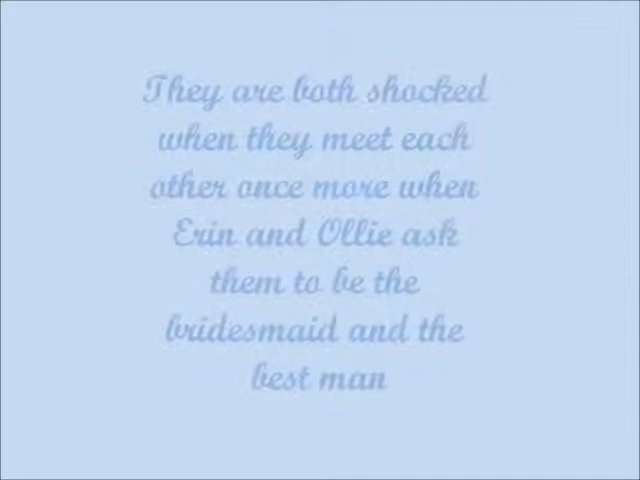 They are both shocked
when they meet each
other once more when
Erin and Ollie ask
them to be the
bridesmaid and the
best man